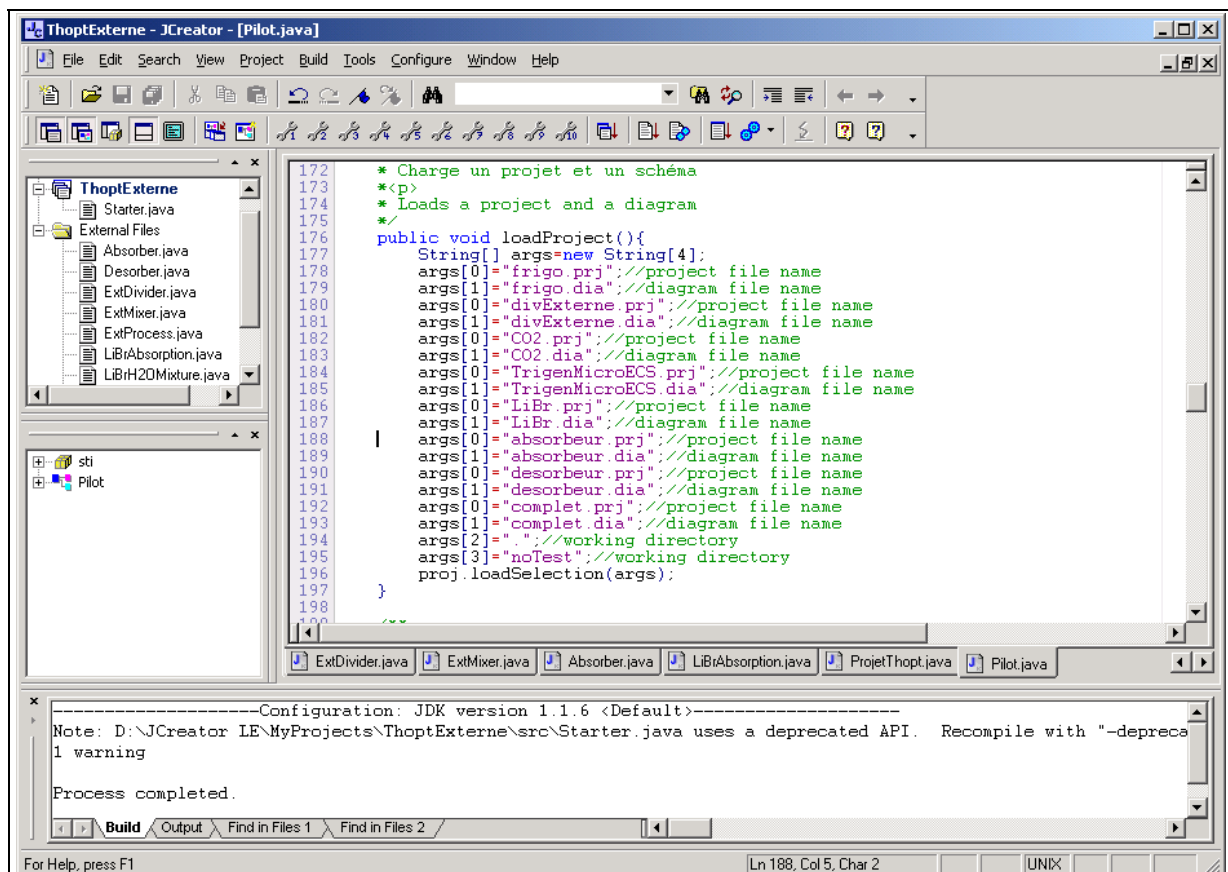 ThoptExterne - JCreator - [Pilot.java]
File Edit Search View Project Build Tools Configure Window Help
ThoptExterne
Starter.java
External Files
Absorber.java
Desorber.java
ExtDivider.java
ExtMixer.java
ExtProcess.java
LiBrAbsorption.java
LiBrH2OMixture.java
sti
Pilot
172 * Charge un projet et un schéma
173 *<p>
174 * Loads a project and a diagram
175 */
176 public void loadProject(){
177 String[] args=new String[4];
178 args[0]="frigo.prj";//project file name
179 args[1]="frigo.dia";//diagram file name
180 args[0]="divExterne.prj";//project file name
181 args[1]="divExterne.dia";//diagram file name
182 args[0]="CO2.prj";//project file name
183 args[1]="CO2.dia";//diagram file name
184 args[0]="TrigenMicroECS.prj";//project file name
185 args[1]="TrigenMicroECS.dia";//diagram file name
186 args[0]="LiBr.prj";//project file name
187 args[1]="LiBr.dia";//diagram file name
188 args[0]="absorbeur.prj";//project file name
189 args[1]="absorbeur.dia";//diagram file name
190 args[0]="desorbeur.prj";//project file name
191 args[1]="desorbeur.dia";//diagram file name
192 args[0]="complet.prj";//project file name
193 args[1]="complet.dia";//diagram file name
194 args[2]=".";//working directory
195 args[3]="noTest";//working directory
196 proj.loadSelection(args);
197 }
198
ExtDivider.java ExtMixer.java Absorber.java LiBrAbsorption.java ProjetThopt.java Pilot.java
--------------------Configuration: JDK version 1.1.6 <Default>--------------------
Note: D:\JCreator LE\MyProjects\ThoptExterne\src\Starter.java uses a deprecated API. Recompile with "-depreca
1 warning
Process completed.
Build Output Find in Files 1 Find in Files 2
For Help, press F1 Ln 188, Col 5, Char 2 UNIX